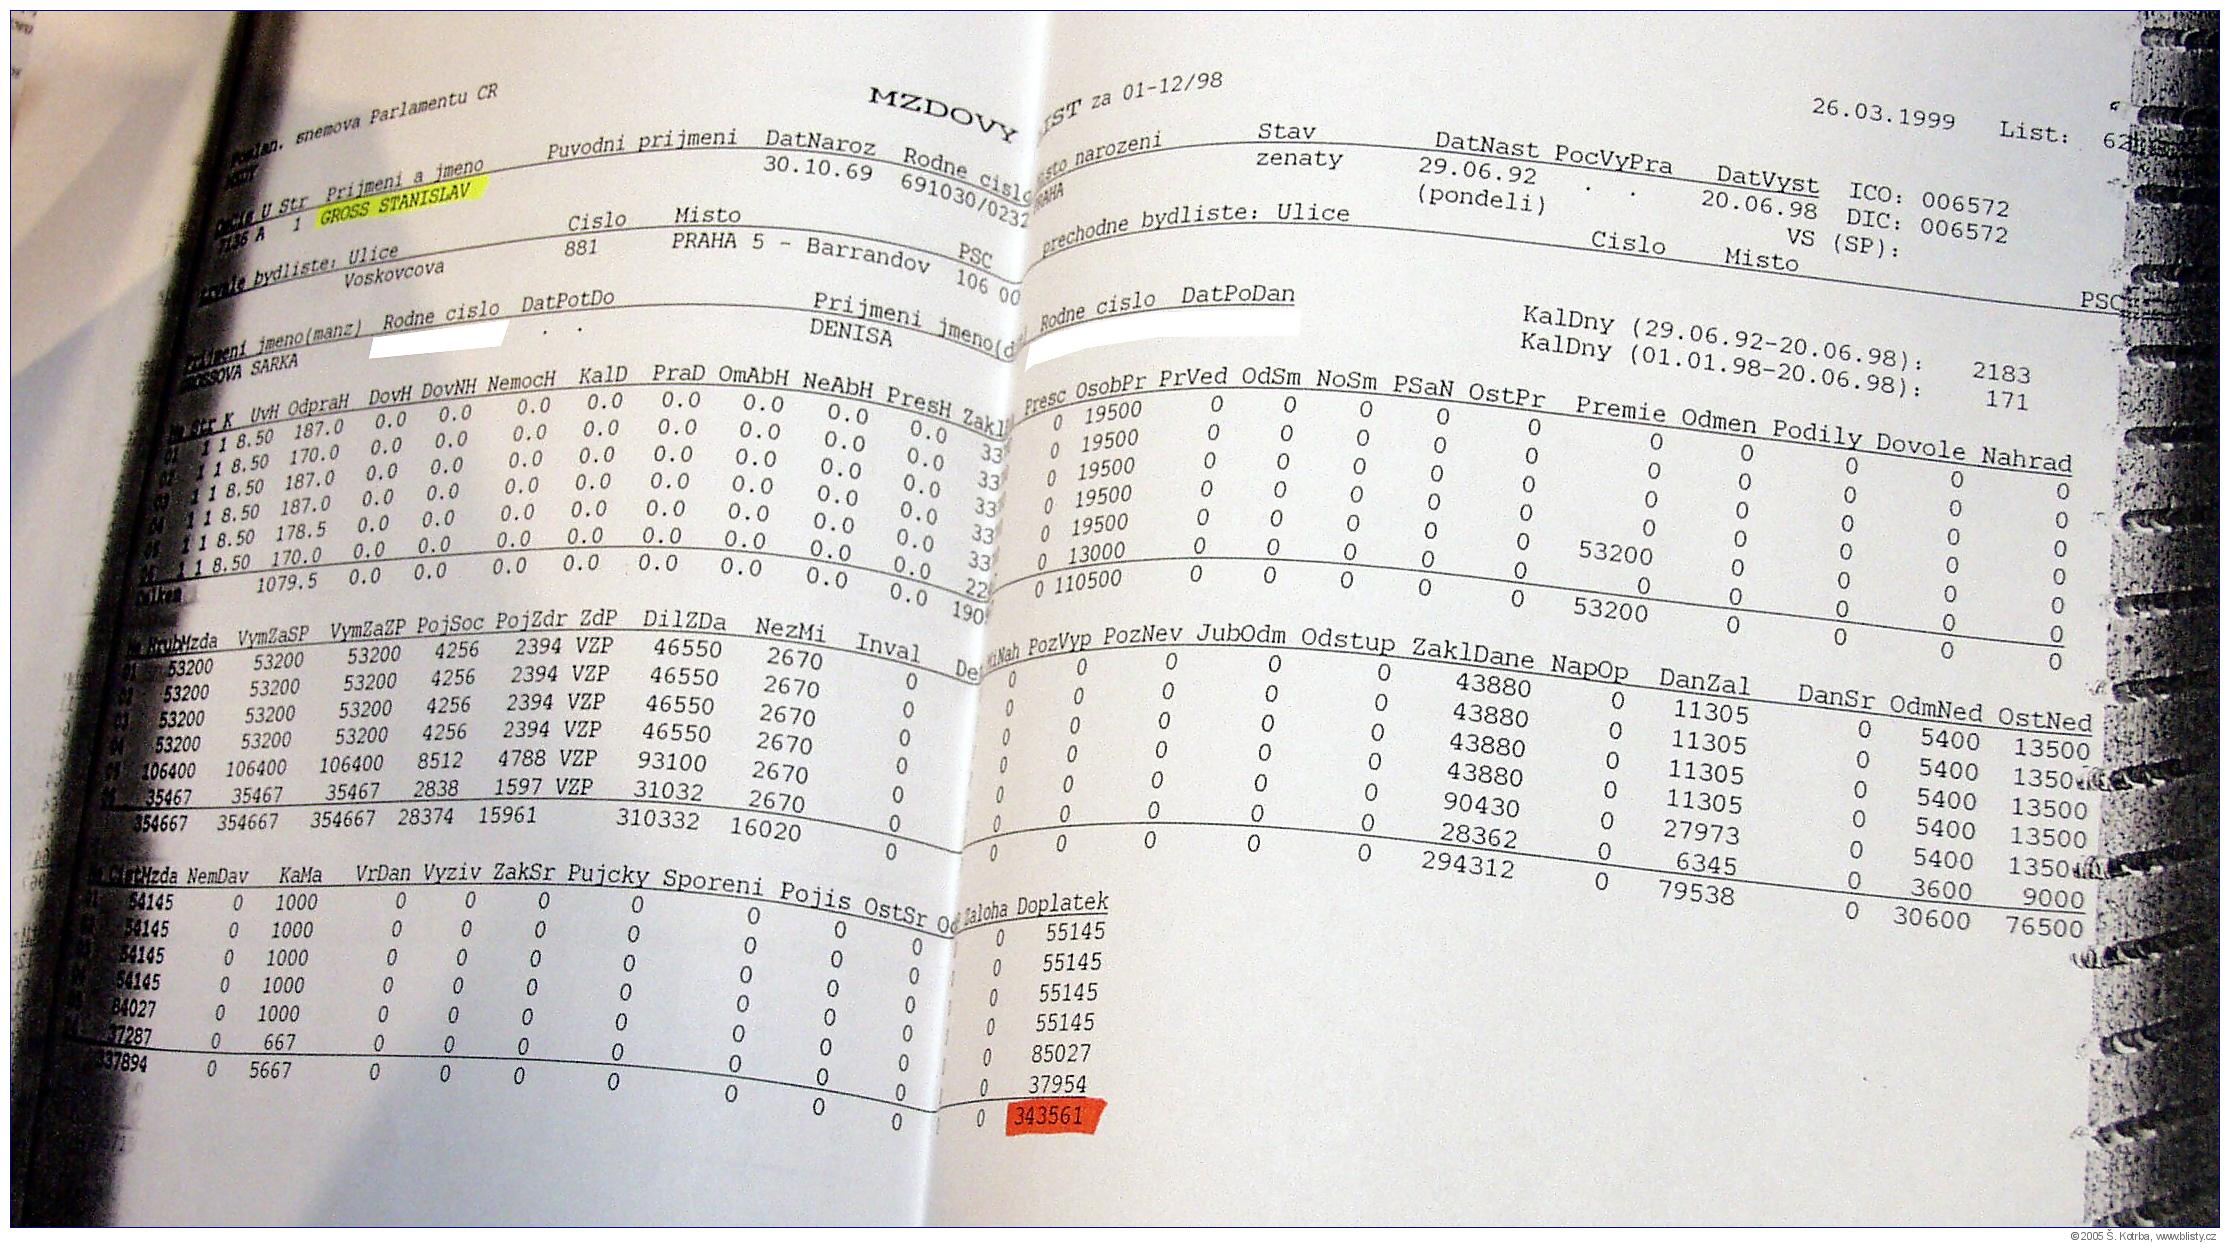 snemova Parlamentu CR
MZDOVY LIST za 01-12/98
26.03.1999 List:
U Str Prijmeni a jmeno Puvodni prijmeni DatNaroz Rodne cislo narozeni Stav DatNast PocVyPra DatVyst ICO: 006572
A 1 GROSS STANISLAV 30.10.69 691030/0232 PRAHA zenaty 29.06.92 . . 20.06.98 DIC: 006572
(pondeli) VS (SP):
bydliste: Ulice Cislo Misto PSC prechodne bydliste: Ulice Cislo Misto PSC
Voskovcova 881 PRAHA 5 - Barrandov 106 00
jmeno(manz) Rodne cislo DatPotDo Prijmeni Rodne cislo DatPoDan
GROSSOVA SARKA . . DENISA
KalDny (29.06.92-20.06.98): 2183
KalDny (01.01.98-20.06.98): 171
Str K UvH OdpraH DovH DovNH NemocH KalD PraD OmAbH NeAbH PresH Presc OsobPr PrVed OdSm NoSm PSaN OstPr Premie Odmen Podily Dovole Nahrad
1 1 8.50 187.0 0.0 0.0 0.0 0.0 0.0 0.0 0.0 0.0 0 19500 0 0 0 0 0 0 0 0 0 0
1 1 8.50 170.0 0.0 0.0 0.0 0.0 0.0 0.0 0.0 0.0 0 19500 0 0 0 0 0 0 0 0 0 0
1 1 8.50 187.0 0.0 0.0 0.0 0.0 0.0 0.0 0.0 0.0 0 19500 0 0 0 0 0 0 0 0 0 0
1 1 8.50 187.0 0.0 0.0 0.0 0.0 0.0 0.0 0.0 0.0 0 19500 0 0 0 0 0 0 0 0 0 0
1 1 8.50 178.5 0.0 0.0 0.0 0.0 0.0 0.0 0.0 0.0 0 19500 0 0 0 0 0 53200 0 0 0 0
1 1 8.50 170.0 0.0 0.0 0.0 0.0 0.0 0.0 0.0 0.0 0 13000 0 0 0 0 0 0 0 0 0 0
Celkem 1079.5 0.0 0.0 0.0 0.0 0.0 0.0 0.0 0.0 0 110500 0 0 0 0 0 53200 0 0 0 0
HrubMzda VymZaSP VymZaZP PojSoc PojZdr ZdP DilZDa NezMi Inval PozVyp PozNev JubOdm Odstup ZaklDane NapOp DanZal DanSr OdmNed OstNed
01 53200 53200 53200 4256 2394 VZP 46550 2670 0 0 0 0 0 0 43880 0 11305 0 5400 13500
02 53200 53200 53200 4256 2394 VZP 46550 2670 0 0 0 0 0 0 43880 0 11305 0 5400 13500
03 53200 53200 53200 4256 2394 VZP 46550 2670 0 0 0 0 0 0 43880 0 11305 0 5400 13500
04 53200 53200 53200 4256 2394 VZP 46550 2670 0 0 0 0 0 0 43880 0 11305 0 5400 13500
05 106400 106400 106400 8512 4788 VZP 93100 2670 0 0 0 0 0 0 90430 0 27973 0 5400 13500
35467 35467 35467 2838 1597 VZP 31032 2670 0 0 0 0 0 0 28362 0 6345 0 3600 9000
354667 354667 354667 28374 15961 310332 16020 0 0 0 0 0 0 294312 0 79538 0 30600 76500
CistMzda NemDav KaMa VrDan Vyziv ZakSr Pujcky Sporeni Pojis OstSr Zaloha Doplatek
54145 0 1000 0 0 0 0 0 0 0 0 55145
54145 0 1000 0 0 0 0 0 0 0 0 55145
54145 0 1000 0 0 0 0 0 0 0 0 55145
54145 0 1000 0 0 0 0 0 0 0 0 55145
84027 0 1000 0 0 0 0 0 0 0 0 85027
37287 0 667 0 0 0 0 0 0 0 0 37954
337894 0 5667 0 0 0 0 0 0 0 0 343561
©2005 Š. Kotrba, www.blisty.cz